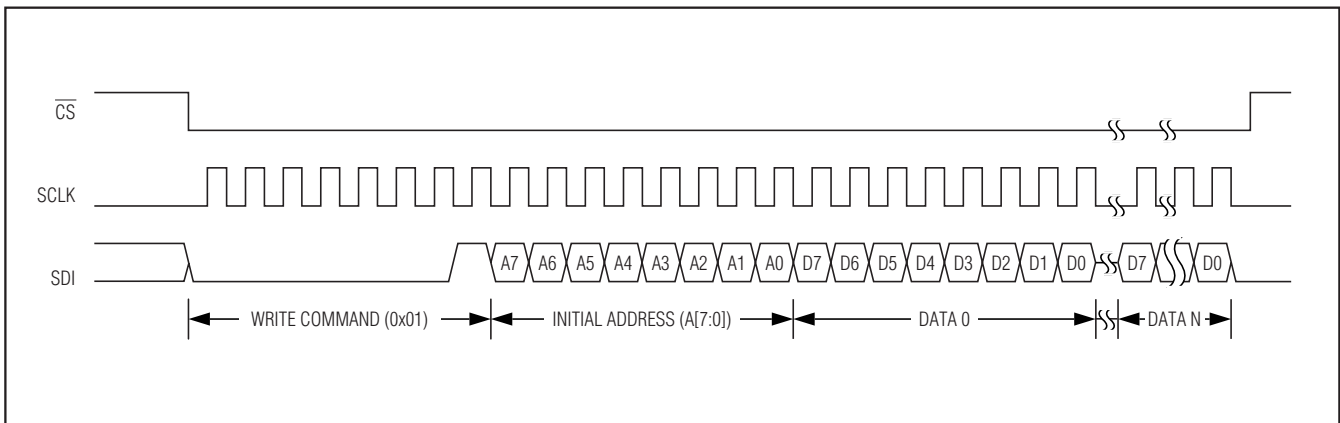 CS
SCLK
SDI A7 A6 A5 A4 A3 A2 A1 A0 D7 D6 D5 D4 D3 D2 D1 D0 D7 D0
WRITE COMMAND (0x01) INITIAL ADDRESS (A[7:0]) DATA 0 DATA N